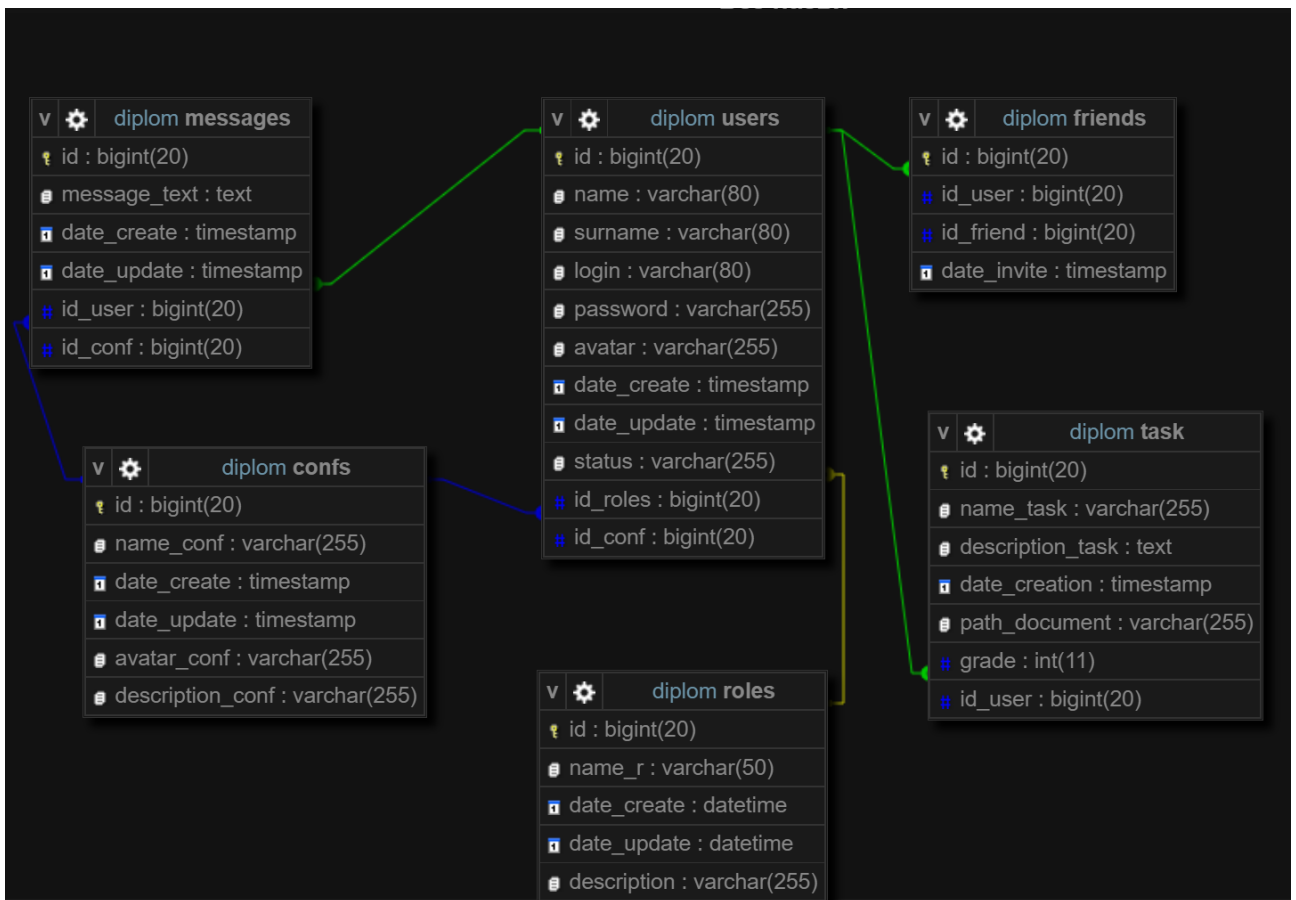 v diplom messages
id : bigint(20)
message_text : text
date_create : timestamp
date_update : timestamp
id_user : bigint(20)
id_conf : bigint(20)
v diplom users
id : bigint(20)
name : varchar(80)
surname : varchar(80)
login : varchar(80)
password : varchar(255)
avatar : varchar(255)
date_create : timestamp
date_update : timestamp
status : varchar(255)
id_roles : bigint(20)
id_conf : bigint(20)
v diplom friends
id : bigint(20)
id_user : bigint(20)
id_friend : bigint(20)
date_invite : timestamp
v diplom confs
id : bigint(20)
name_conf : varchar(255)
date_create : timestamp
date_update : timestamp
avatar_conf : varchar(255)
description_conf : varchar(255)
v diplom task
id : bigint(20)
name_task : varchar(255)
description_task : text
date_creation : timestamp
path_document : varchar(255)
grade : int(11)
id_user : bigint(20)
v diplom roles
id : bigint(20)
name_r : varchar(50)
date_create : datetime
date_update : datetime
description : varchar(255)